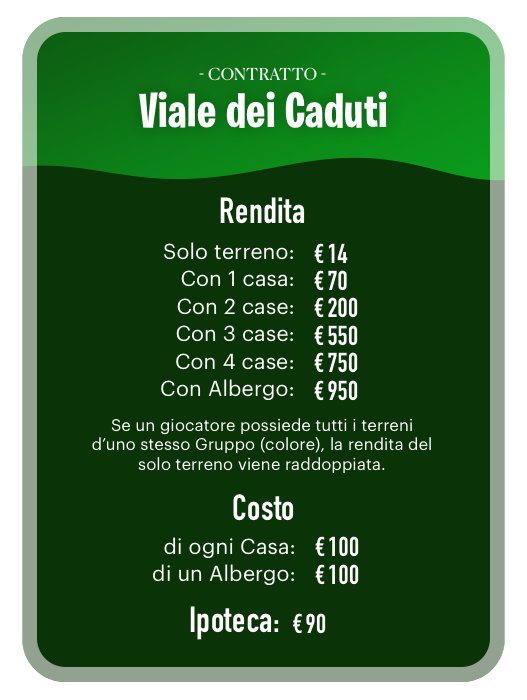 - CONTRATTO -
Viale dei Caduti
Rendita
Solo terreno: € 14
Con 1 casa: € 70
Con 2 case: € 200
Con 3 case: € 550
Con 4 case: € 750
Con Albergo: € 950
Se un giocatore possiede tutti i terreni
d’uno stesso Gruppo (colore), la rendita del
solo terreno viene raddoppiata.
Costo
di ogni Casa: € 100
di un Albergo: € 100
Ipoteca: € 90